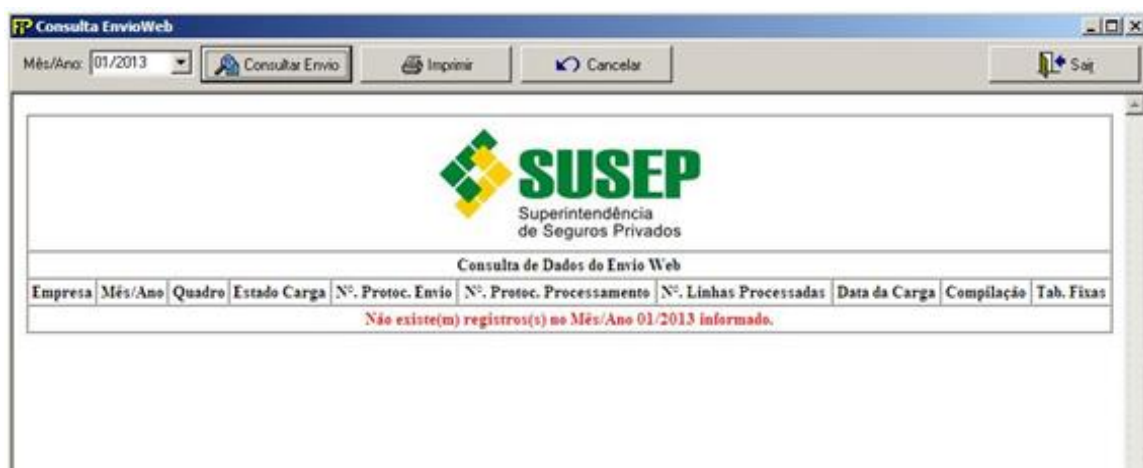 Consulta EnvioWeb
Mês/Ano: 01/2013 Consultar Envio Imprimir Cancelar Sair
SUSEP
Superintendência
de Seguros Privados
Consulta de Dados do Envio Web
Empresa Mês/Ano Quadro Estado Carga Nº. Protoc. Envio Nº. Protoc. Processamento Nº. Linhas Processadas Data da Carga Compilação Tab. Fixas
Não existe(m) registros(s) no Mês/Ano 01/2013 informado.